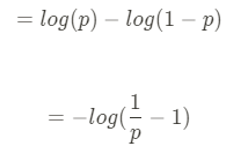 = log(p) − log(1 − p)
= −log(1/p − 1)